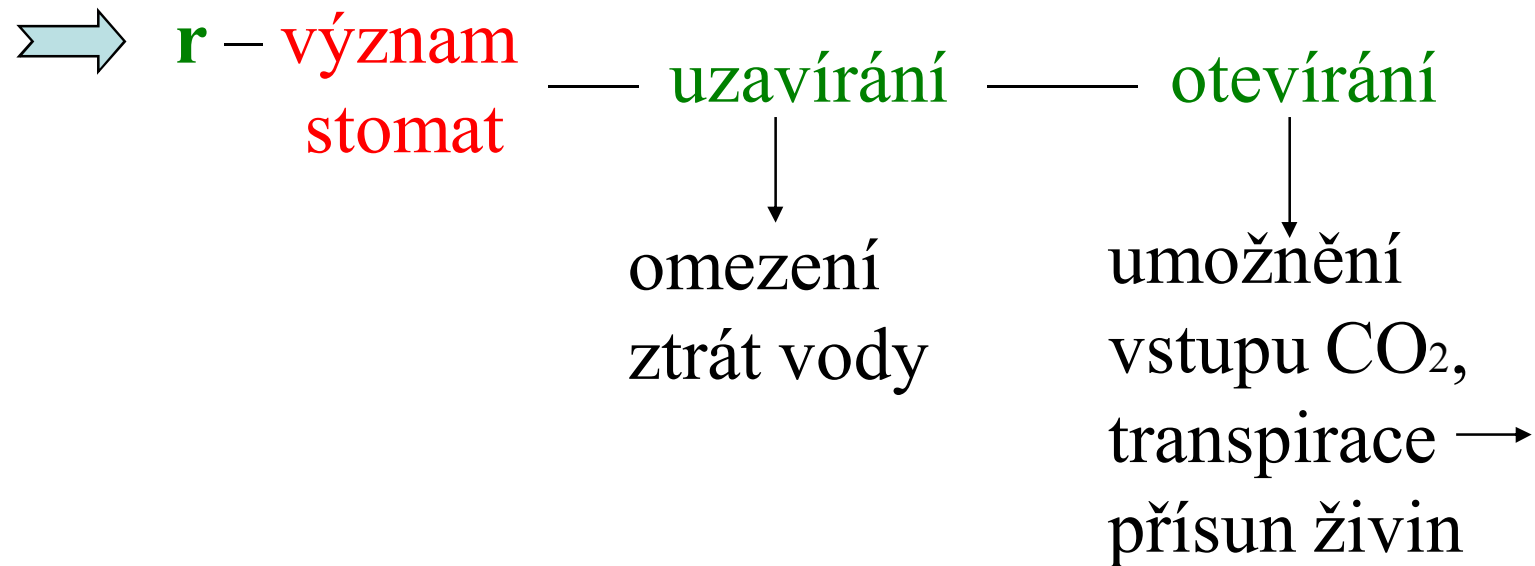 r – význam
stomat
uzavírání
otevírání
omezení
ztrát vody
umožnění
vstupu CO₂,
transpirace
přísun živin